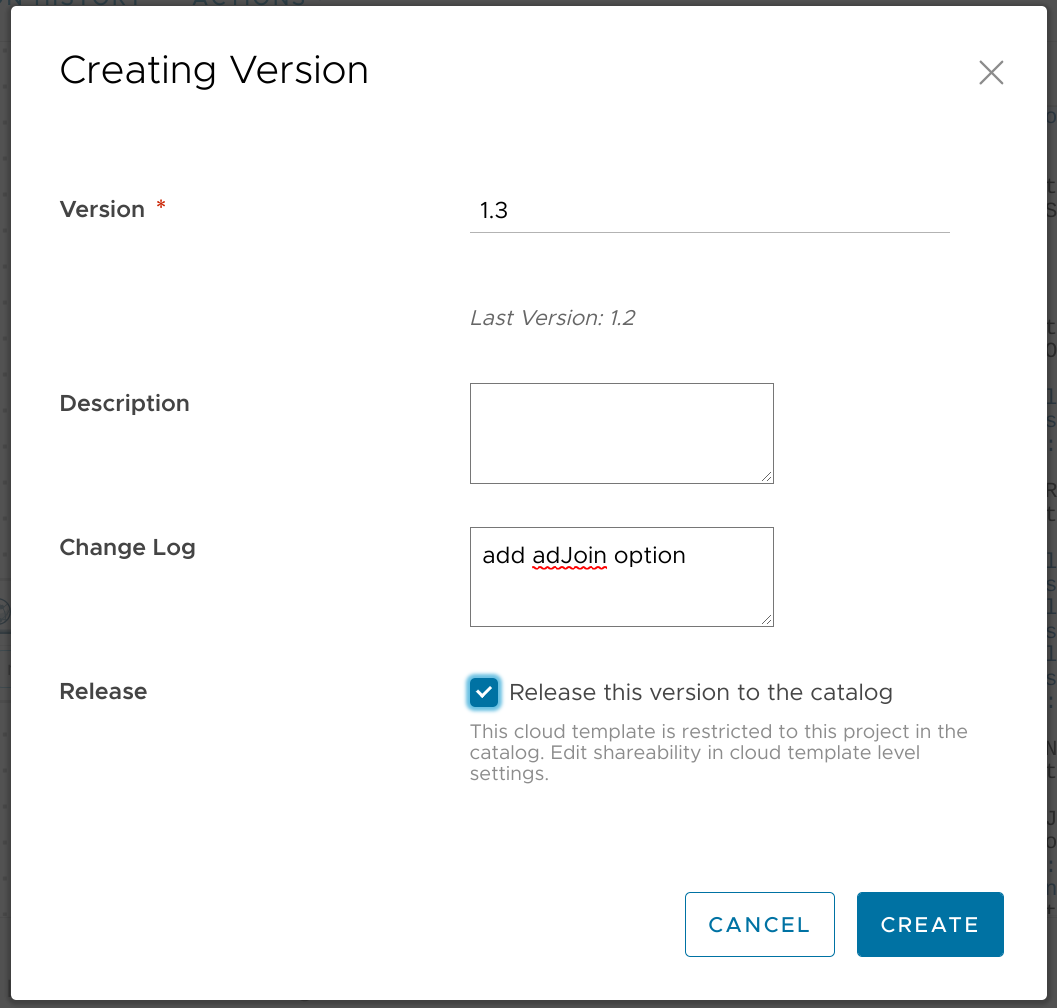 HISTORY ACTIONS
Creating Version
Version *
1.3
Last Version: 1.2
Description
Change Log
add adJoin option
Release
Release this version to the catalog
This cloud template is restricted to this project in the
catalog. Edit shareability in cloud template level
settings.
CANCEL
CREATE